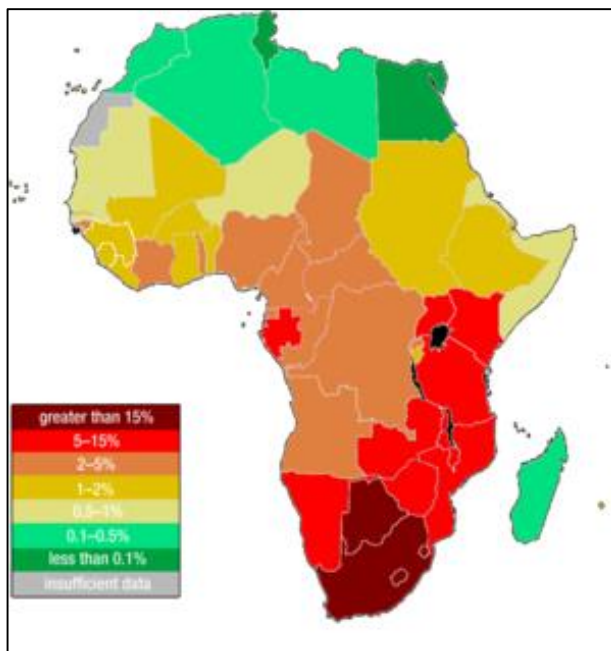 greater than 15%
5–15%
2–5%
1–2%
0.5–1%
0.1–0.5%
less than 0.1%
insufficient data